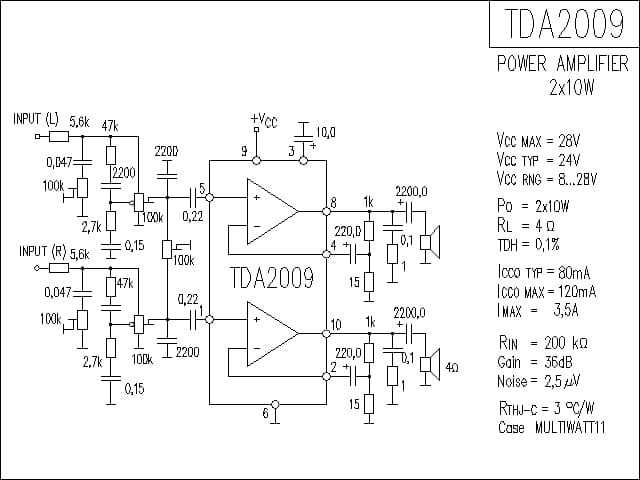 TDA2009
POWER AMPLIFIER
2x10W
VCC MAX = 28V
VCC TYP = 24V
VCC RNG = 8...28V
PO = 2x10W
RL = 4 Ω
TDH = 0,1%
ICCO TYP = 80mA
ICCO MAX = 120mA
IMAX = 3,5A
RIN = 200 kΩ
Gain = 36dB
Noise = 2,5µV
RTHJ-C = 3 °C/W
Case MULTIWATT11
INPUT (L)
5,6k
47k
0,047
2200
100k
2,7k
100k
0,15
2200
0,22
5
+VCC
9
3
10,0
+
+
-
8
1k
2200,0
+
220,0
4
+
0,1
15
1
INPUT (R)
5,6k
47k
0,047
100k
2,7k
100k
0,15
100k
0,22
1
2200
TDA2009
+
-
10
1k
2200,0
+
220,0
2
+
0,1
15
1
4Ω
6